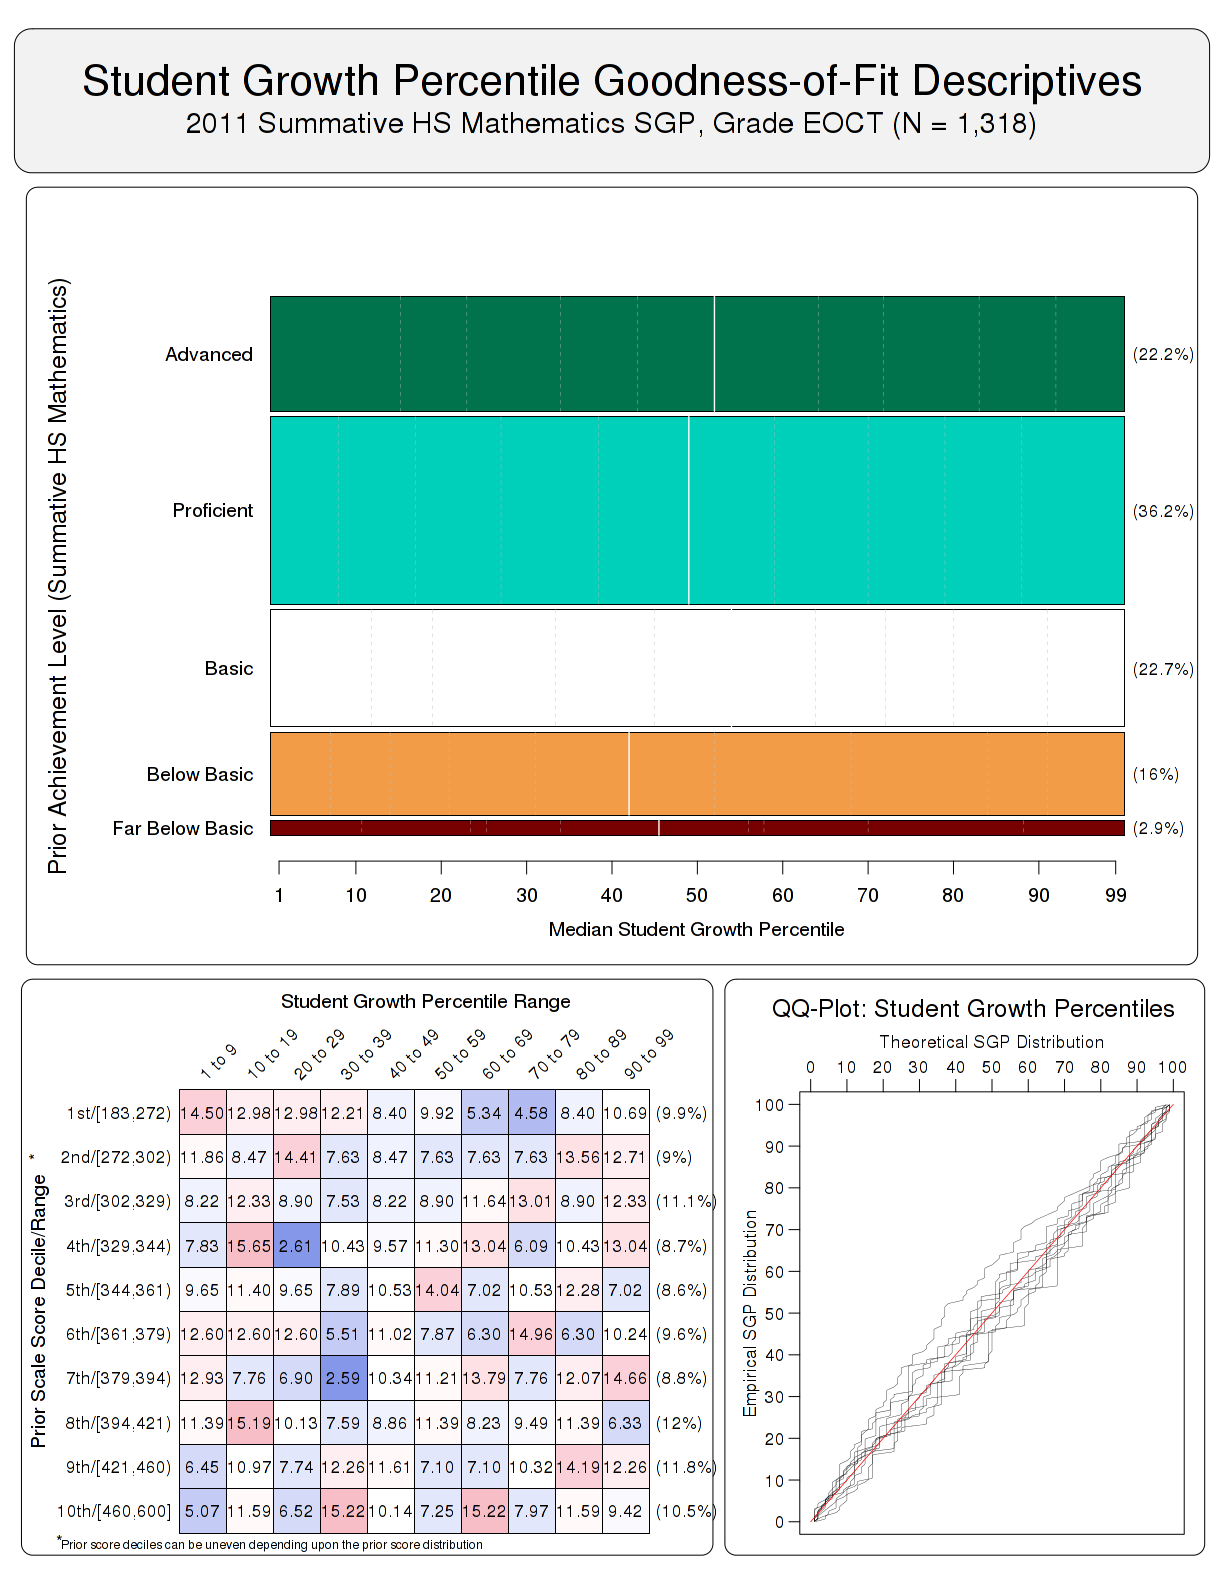 Student Growth Percentile Goodness-of-Fit Descriptives
2011 Summative HS Mathematics SGP, Grade EOCT (N = 1,318)
Prior Achievement Level (Summative HS Mathematics)
Advanced (22.2%)
Proficient (36.2%)
Basic (22.7%)
Below Basic (16%)
Far Below Basic (2.9%)
1 10 20 30 40 50 60 70 80 90 99
Median Student Growth Percentile
Student Growth Percentile Range
1 to 9 10 to 19 20 to 29 30 to 39 40 to 49 50 to 59 60 to 69 70 to 79 80 to 89 90 to 99
Prior Scale Score Decile/Range *
1st/[183,272) 14.50 12.98 12.98 12.21 8.40 9.92 5.34 4.58 8.40 10.69 (9.9%)
2nd/[272,302) 11.86 8.47 14.41 7.63 8.47 7.63 7.63 7.63 13.56 12.71 (9%)
3rd/[302,329) 8.22 12.33 8.90 7.53 8.22 8.90 11.64 13.01 8.90 12.33 (11.1%)
4th/[329,344) 7.83 15.65 2.61 10.43 9.57 11.30 13.04 6.09 10.43 13.04 (8.7%)
5th/[344,361) 9.65 11.40 9.65 7.89 10.53 14.04 7.02 10.53 12.28 7.02 (8.6%)
6th/[361,379) 12.60 12.60 12.60 5.51 11.02 7.87 6.30 14.96 6.30 10.24 (9.6%)
7th/[379,394) 12.93 7.76 6.90 2.59 10.34 11.21 13.79 7.76 12.07 14.66 (8.8%)
8th/[394,421) 11.39 15.19 10.13 7.59 8.86 11.39 8.23 9.49 11.39 6.33 (12%)
9th/[421,460) 6.45 10.97 7.74 12.26 11.61 7.10 7.10 10.32 14.19 12.26 (11.8%)
10th/[460,600] 5.07 11.59 6.52 15.22 10.14 7.25 15.22 7.97 11.59 9.42 (10.5%)
*Prior score deciles can be uneven depending upon the prior score distribution
QQ-Plot: Student Growth Percentiles
Theoretical SGP Distribution
0 10 20 30 40 50 60 70 80 90 100
Empirical SGP Distribution
100
90
80
70
60
50
40
30
20
10
0